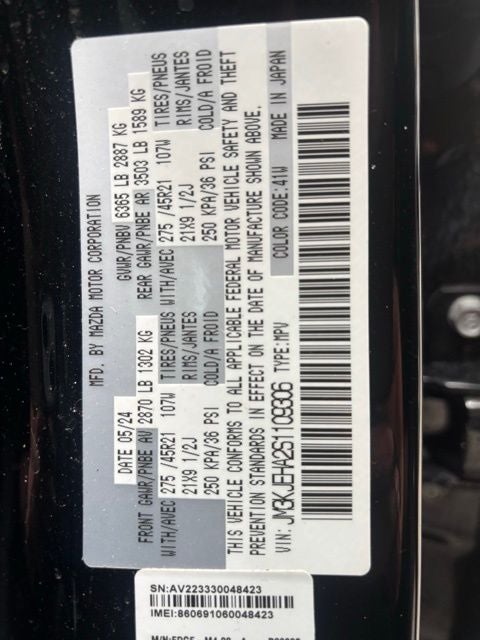 MFD. BY MAZDA MOTOR CORPORATION
DATE 05/24 GVWR/PNBV 6365 LB 2887 KG
FRONT GAWR/PNBE AV 2870 LB 1302 KG REAR GAWR/PNBE AR 3503 LB 1589 KG
WITH/AVEC 275 /45R21 107W TIRES/PNEUS WITH/AVEC 275 /45R21 107W TIRES/PNEUS
21X9 1/2J RIMS/JANTES 21X9 1/2J RIMS/JANTES
250 KPA/36 PSI COLD/A FROID 250 KPA/36 PSI COLD/A FROID
THIS VEHICLE CONFORMS TO ALL APPLICABLE FEDERAL MOTOR VEHICLE SAFETY AND THEFT
PREVENTION STANDARDS IN EFFECT ON THE DATE OF MANUFACTURE SHOWN ABOVE.
VIN: JM3KJEHA2S1109306 TYPE:MPV COLOR CODE:41W MADE IN JAPAN
SN:AV223330048423
IMEI:860691060048423